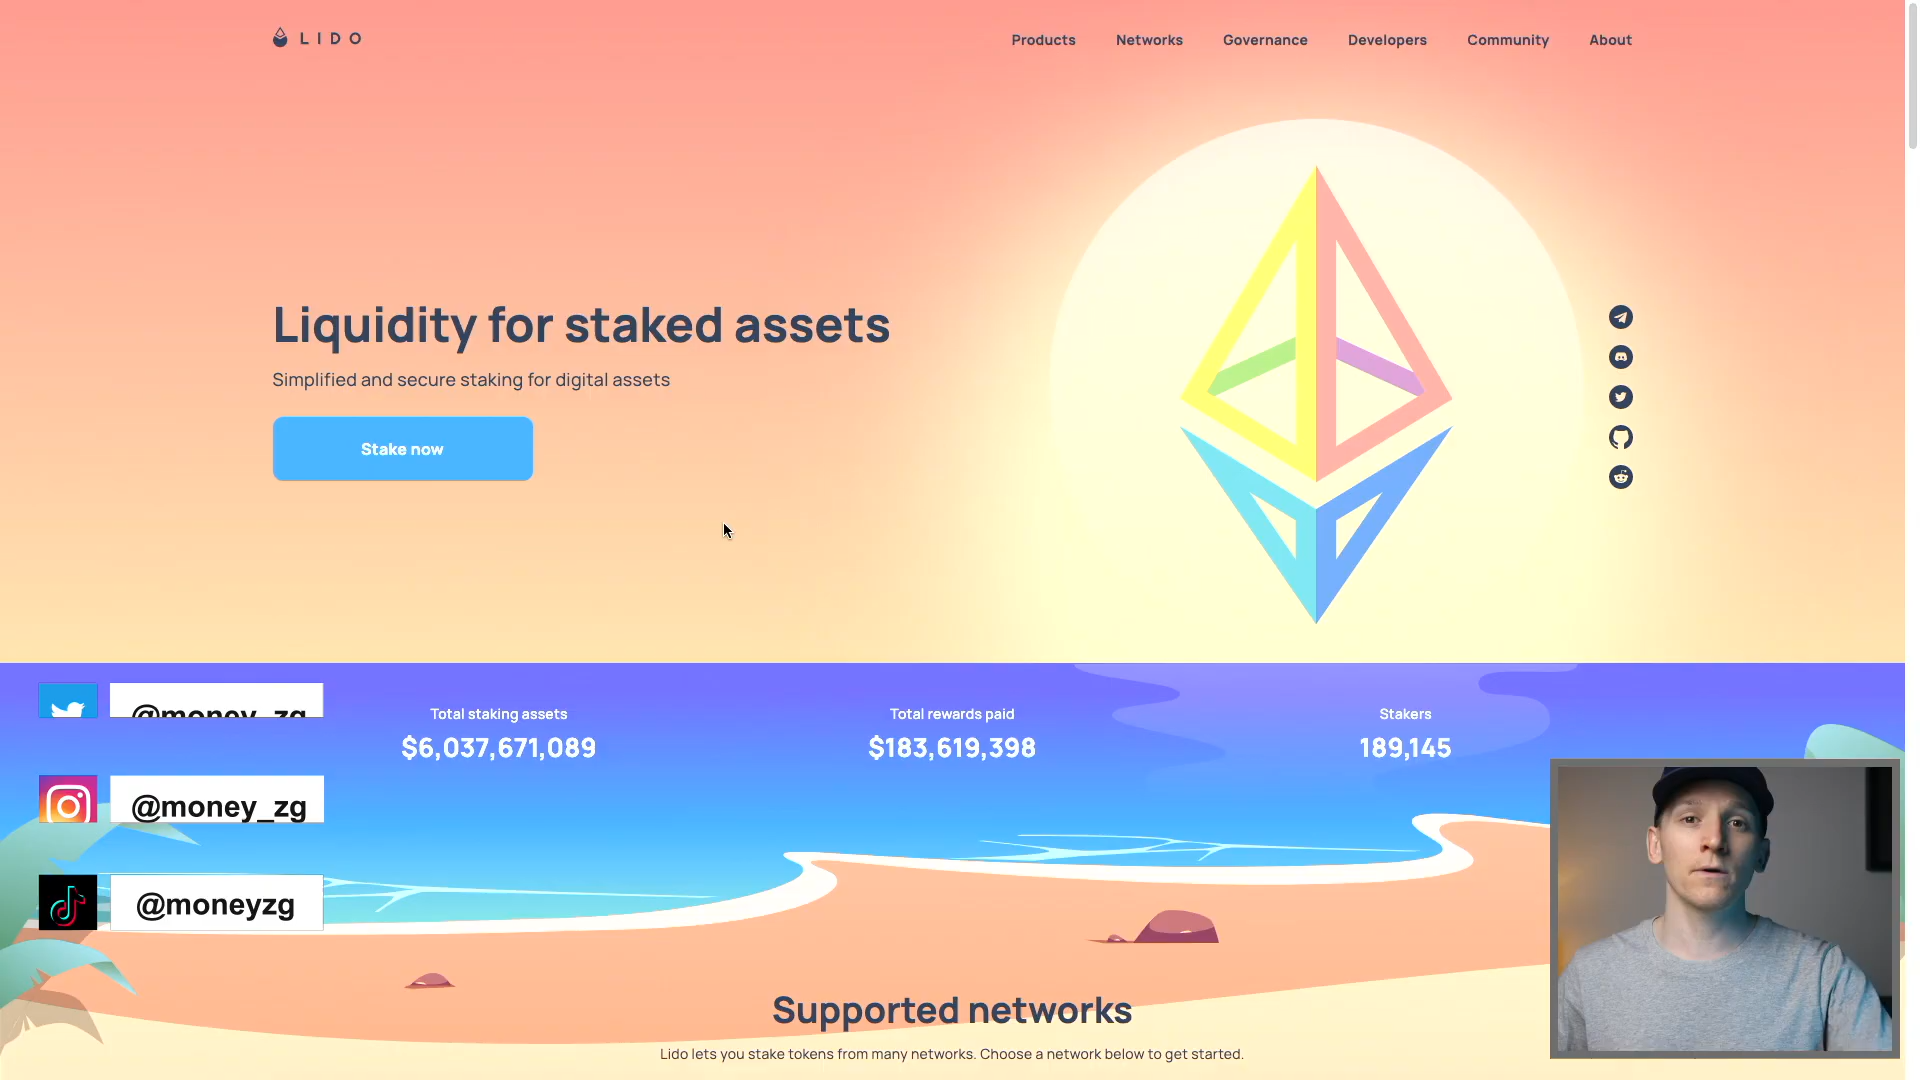 LIDO
Products
Networks
Governance
Developers
Community
About
Liquidity for staked assets
Simplified and secure staking for digital assets
Stake now
@money_zg
@money_zg
@moneyzg
Total staking assets
$6,037,671,089
Total rewards paid
$183,619,398
Stakers
189,145
Supported networks
Lido lets you stake tokens from many networks. Choose a network below to get started.